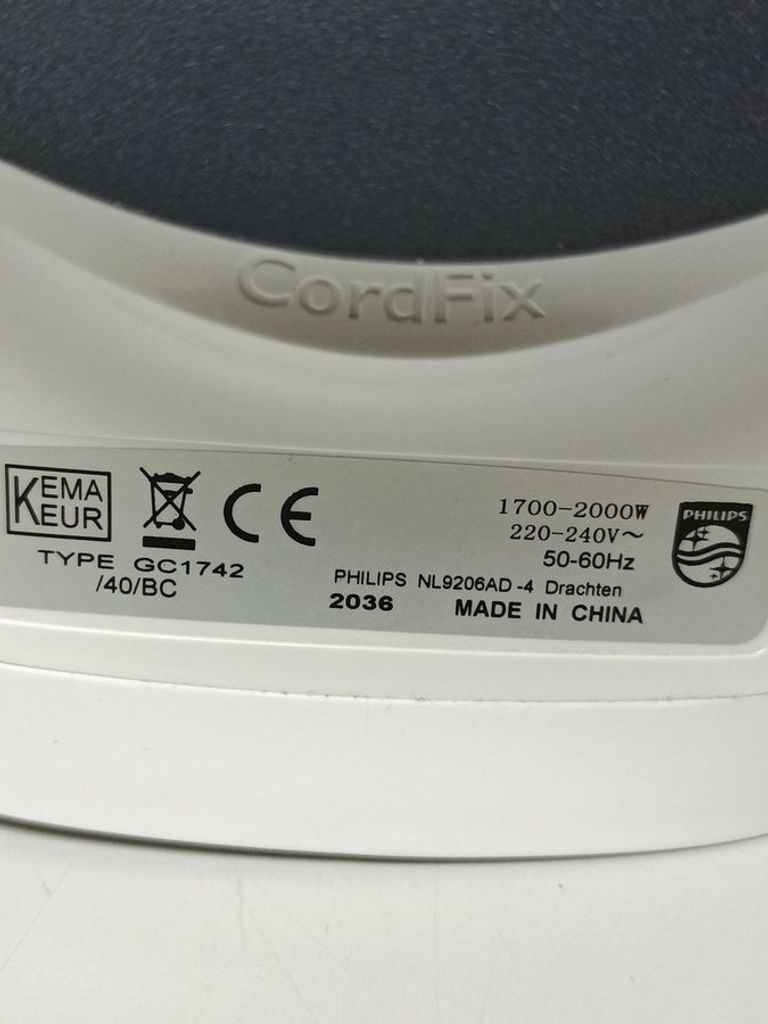 CordFix
KEMA
KEUR
CE
TYPE GC1742
/40/BC
1700-2000W
220-240V~
50-60Hz
PHILIPS NL9206AD-4 Drachten
2036 MADE IN CHINA
PHILIPS